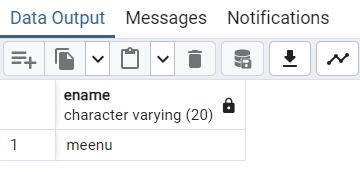 Data Output Messages Notifications
ename
character varying (20)
1 meenu